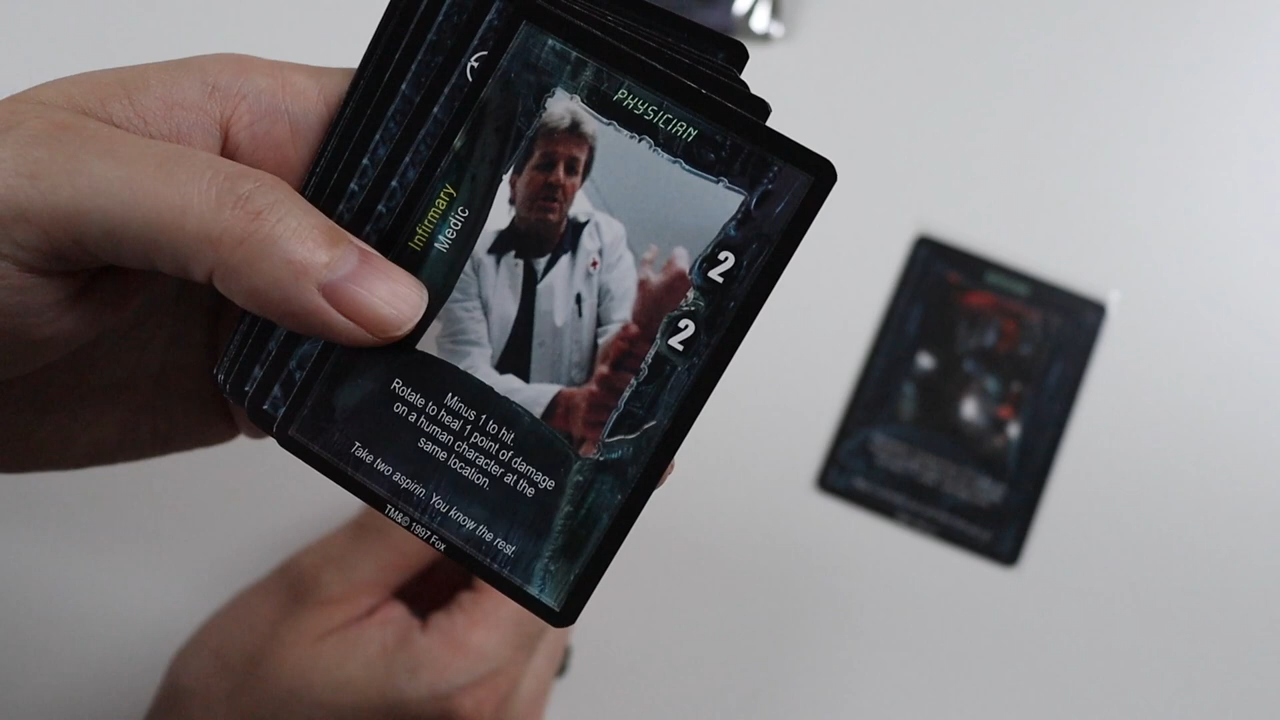 PHYSICIAN
Infirmary
Medic
2
2
Minus 1 to hit.
Rotate to heal 1 point of damage
on a human character at the
same location.
Take two aspirin. You know the rest.
TM&© 1997 Fox